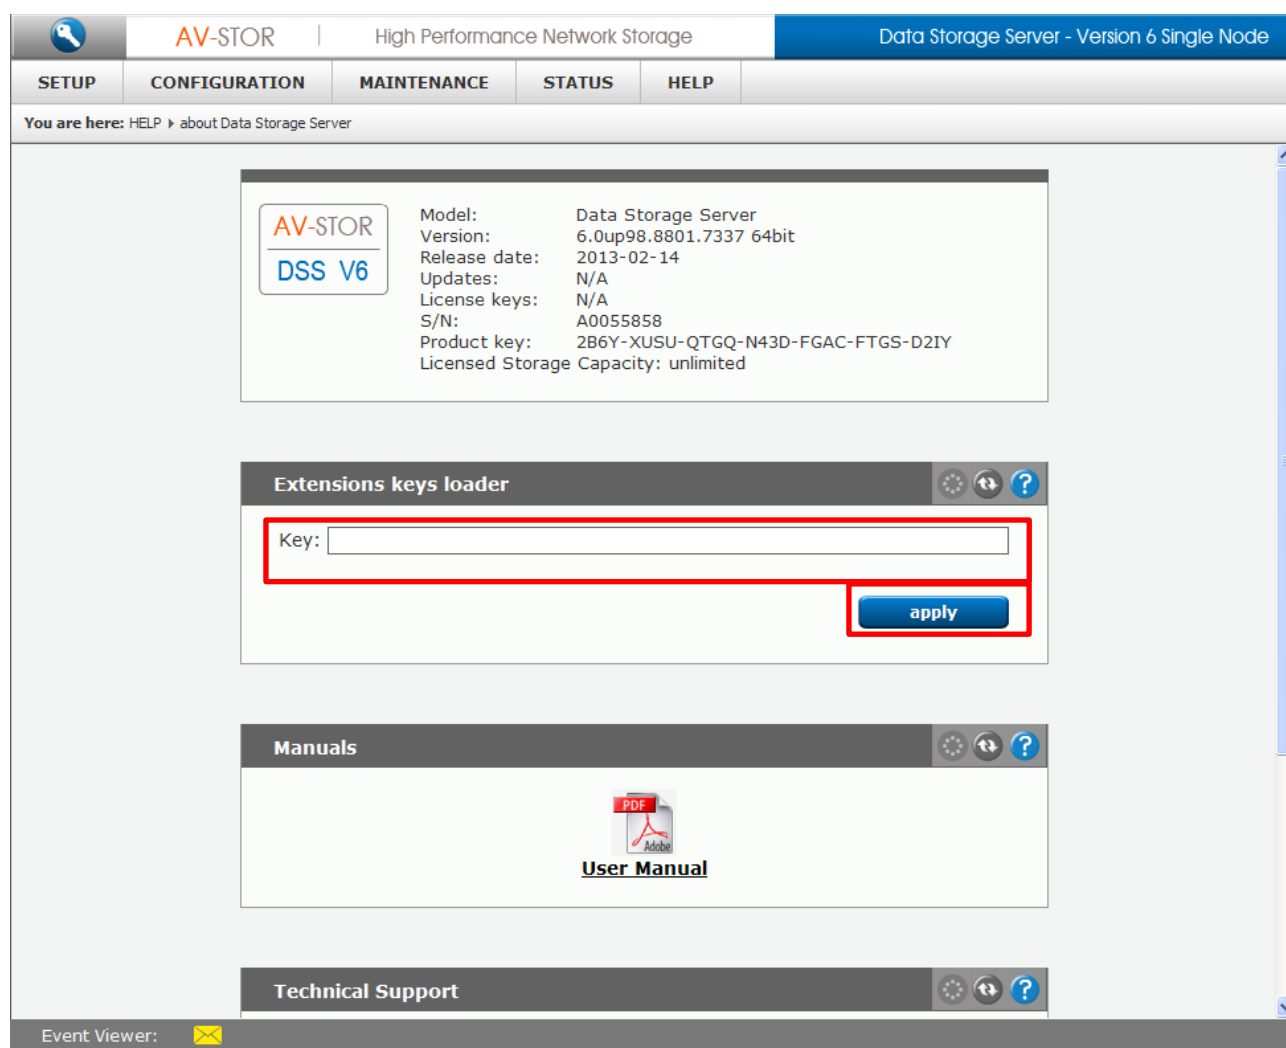 AV-STOR | High Performance Network Storage Data Storage Server - Version 6 Single Node
SETUP CONFIGURATION MAINTENANCE STATUS HELP
You are here: HELP about Data Storage Server
AV-STOR
DSS V6
Model: Data Storage Server
Version: 6.0up98.8801.7337 64bit
Release date: 2013-02-14
Updates: N/A
License keys: N/A
S/N: A0055858
Product key: 2B6Y-XUSU-QTGQ-N43D-FGAC-FTGS-D2IY
Licensed Storage Capacity: unlimited
Extensions keys loader ?
Key:
apply
Manuals ?
PDF
Adobe
User Manual
Technical Support ?
Event Viewer: